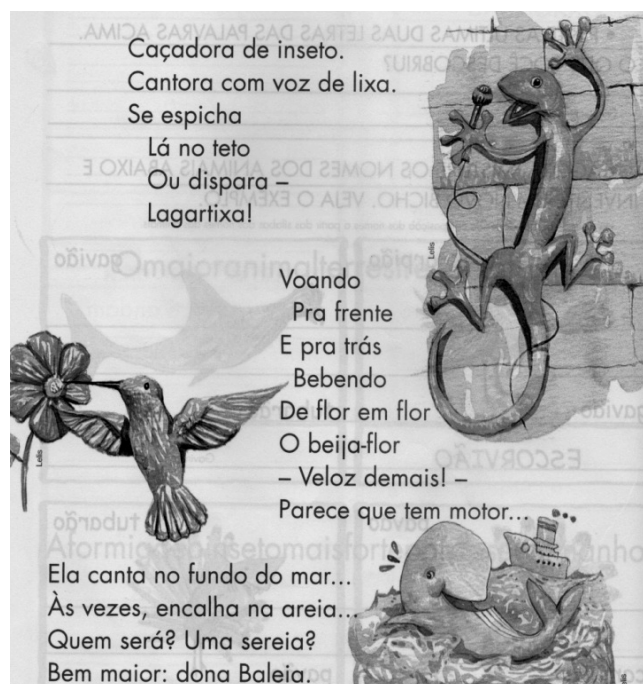 Caçadora de inseto.
Cantora com voz de lixa.
Se espicha
Lá no teto
Ou dispara –
Lagartixa!
Voando
Pra frente
E pra trás
Bebendo
De flor em flor
O beija-flor
– Veloz demais! –
Parece que tem motor...
Ela canta no fundo do mar...
Às vezes, encalha na areia...
Quem será? Uma sereia?
Bem maior: dona Baleia.
Lelis
Lelis